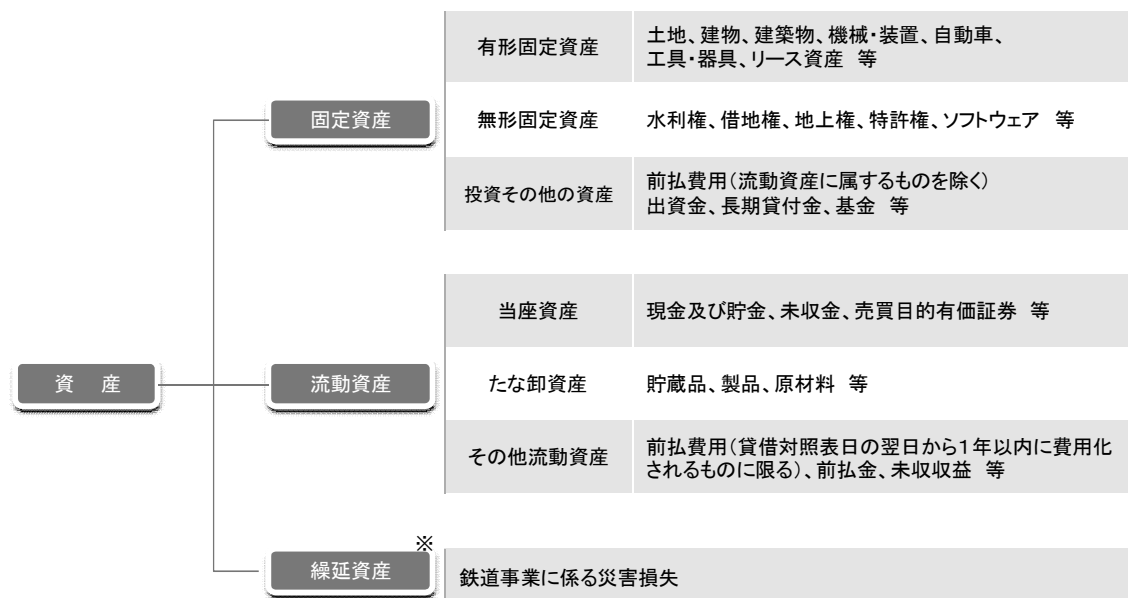 有形固定資産
土地、建物、建築物、機械・装置、自動車、
工具・器具、リース資産 等
固定資産
無形固定資産
水利権、借地権、地上権、特許権、ソフトウェア 等
投資その他の資産
前払費用（流動資産に属するものを除く）
出資金、長期貸付金、基金 等
当座資産
現金及び貯金、未収金、売買目的有価証券 等
資 産
流動資産
たな卸資産
貯蔵品、製品、原材料 等
その他流動資産
前払費用（貸借対照表日の翌日から１年以内に費用化
されるものに限る）、前払金、未収収益 等
※
繰延資産
鉄道事業に係る災害損失